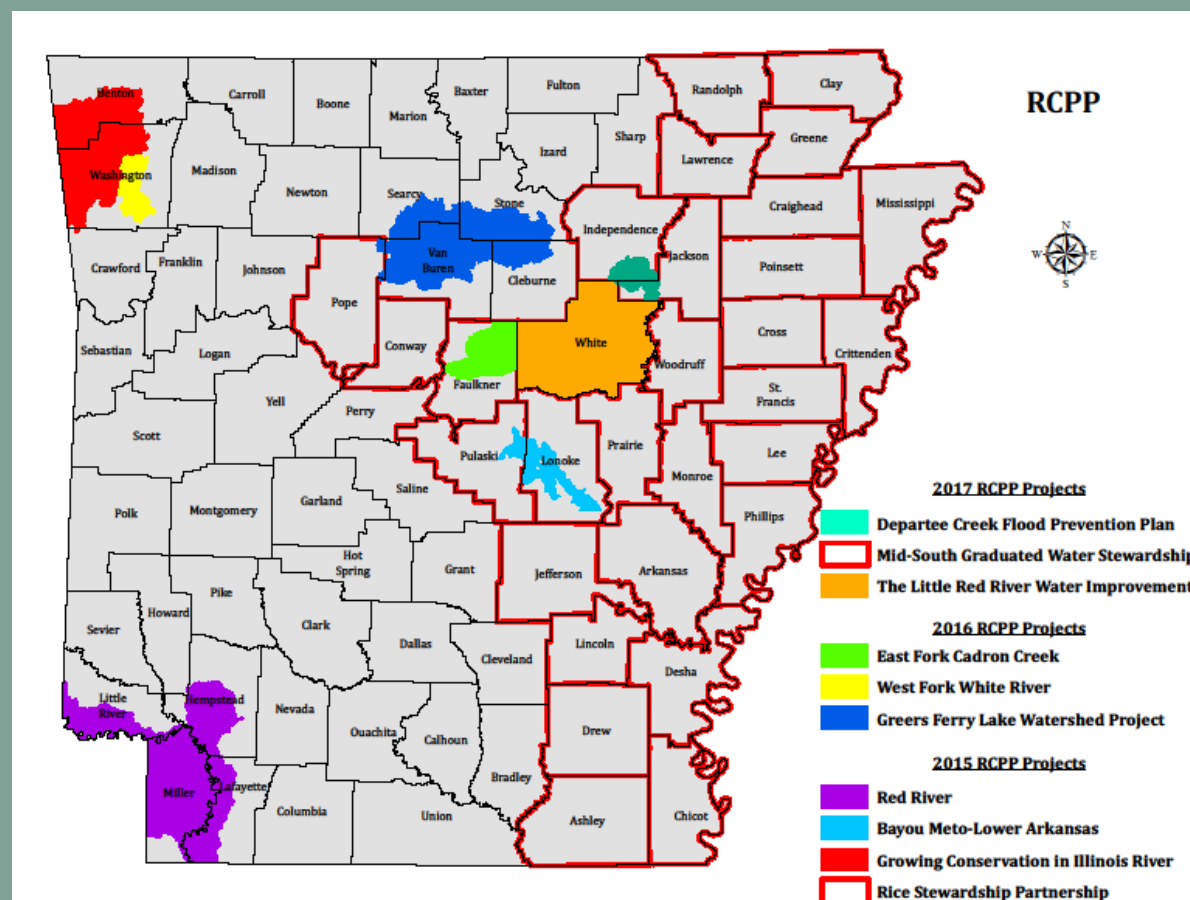 RCPP
N
W E
S
Benton
Carroll
Boone
Marion
Baxter
Fulton
Randolph
Clay
Sharp
Greene
Izard
Lawrence
Washington
Madison
Newton
Searcy
Stone
Craighead
Mississippi
Independence
Jackson
Poinsett
Crawford
Franklin
Johnson
Van
Buren
Cleburne
Pope
Cross
Crittenden
Sebastian
Logan
Conway
White
Woodruff
Faulkner
St.
Francis
Yell
Perry
Scott
Pulaski
Lonoke
Prairie
Lee
Monroe
Saline
Garland
Polk
Montgomery
Phillips
Hot
Spring
Grant
Jefferson
Arkansas
Pike
Howard
Clark
Sevier
Dallas
Cleveland
Lincoln
Desha
Little
River
Hempstead
Nevada
Ouachita
Calhoun
Drew
Bradley
Miller
Lafayette
Columbia
Union
Ashley
Chicot
2017 RCPP Projects
Departee Creek Flood Prevention Plan
Mid-South Graduated Water Stewardship
The Little Red River Water Improvement
2016 RCPP Projects
East Fork Cadron Creek
West Fork White River
Greers Ferry Lake Watershed Project
2015 RCPP Projects
Red River
Bayou Meto-Lower Arkansas
Growing Conservation in Illinois River
Rice Stewardship Partnership